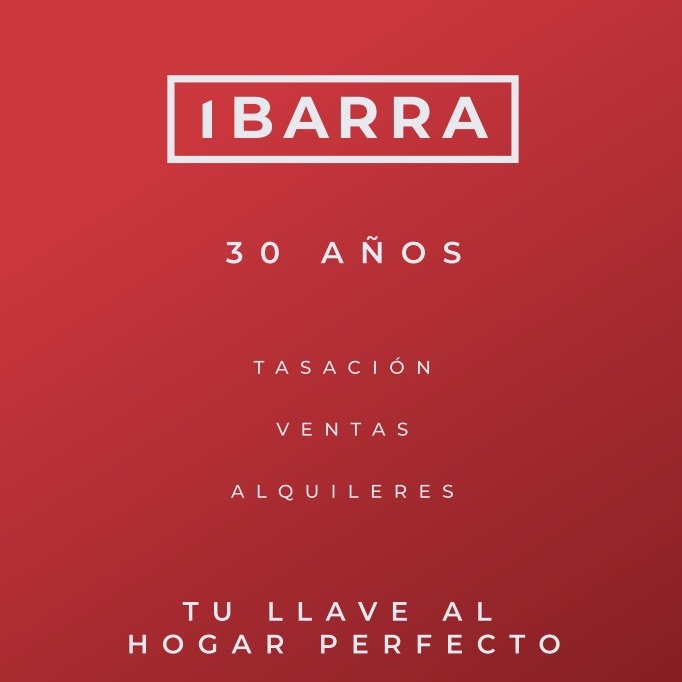 IBARRA
30 AÑOS
TASACIÓN
VENTAS
ALQUILERES
TU LLAVE AL
HOGAR PERFECTO